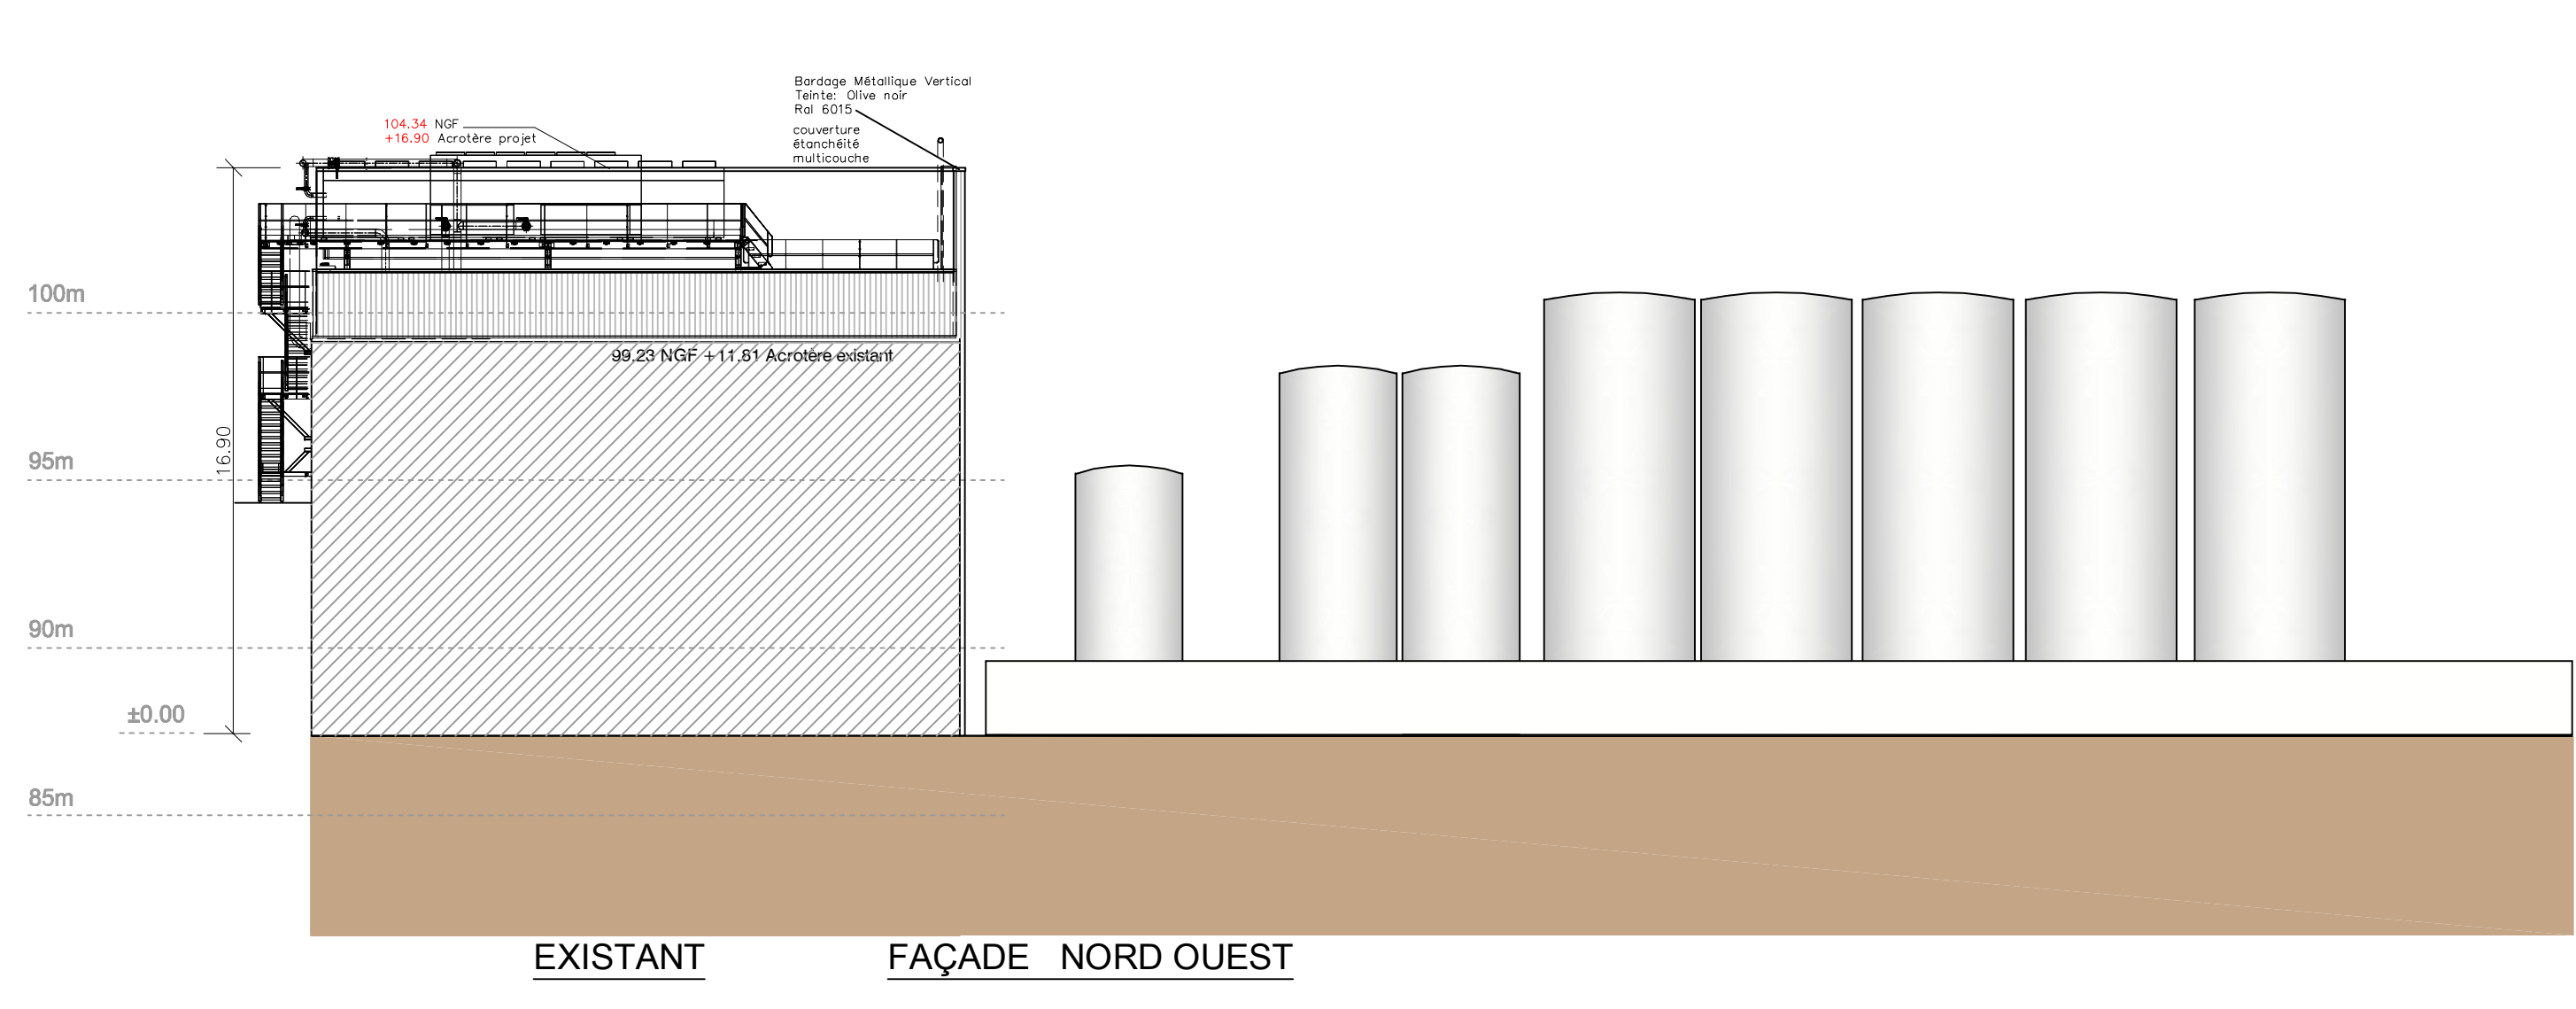 Bardage Métallique Vertical
Teinte: Olive noir
Ral 6015
couverture
étanchéité
multicouche
104.34 NGF
+16.90 Acrotère projet
100m
99.23 NGF +11.81 Acrotère existant
95m
16.90
90m
±0.00
85m
EXISTANT
FAÇADE NORD OUEST